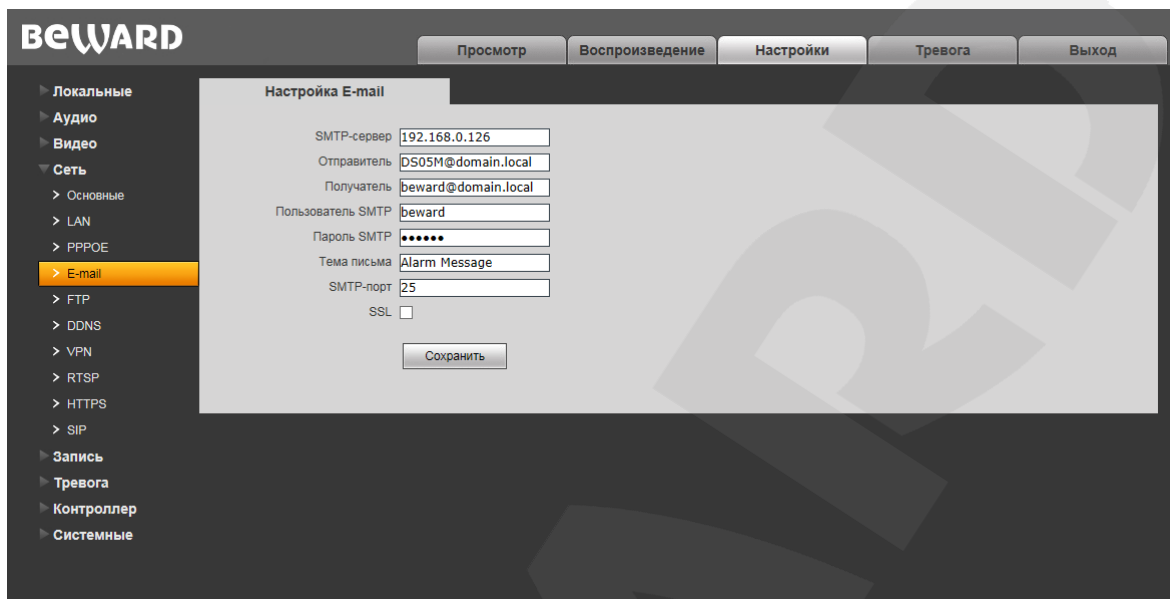 BEWARD
Просмотр Воспроизведение Настройки Тревога Выход
Локальные
Аудио
Видео
Сеть
> Основные
> LAN
> PPPOE
> E-mail
> FTP
> DDNS
> VPN
> RTSP
> HTTPS
> SIP
Запись
Тревога
Контроллер
Системные
Настройка E-mail
SMTP-сервер 192.168.0.126
Отправитель DS05M@domain.local
Получатель beward@domain.local
Пользователь SMTP beward
Пароль SMTP ••••••
Тема письма Alarm Message
SMTP-порт 25
SSL
Сохранить